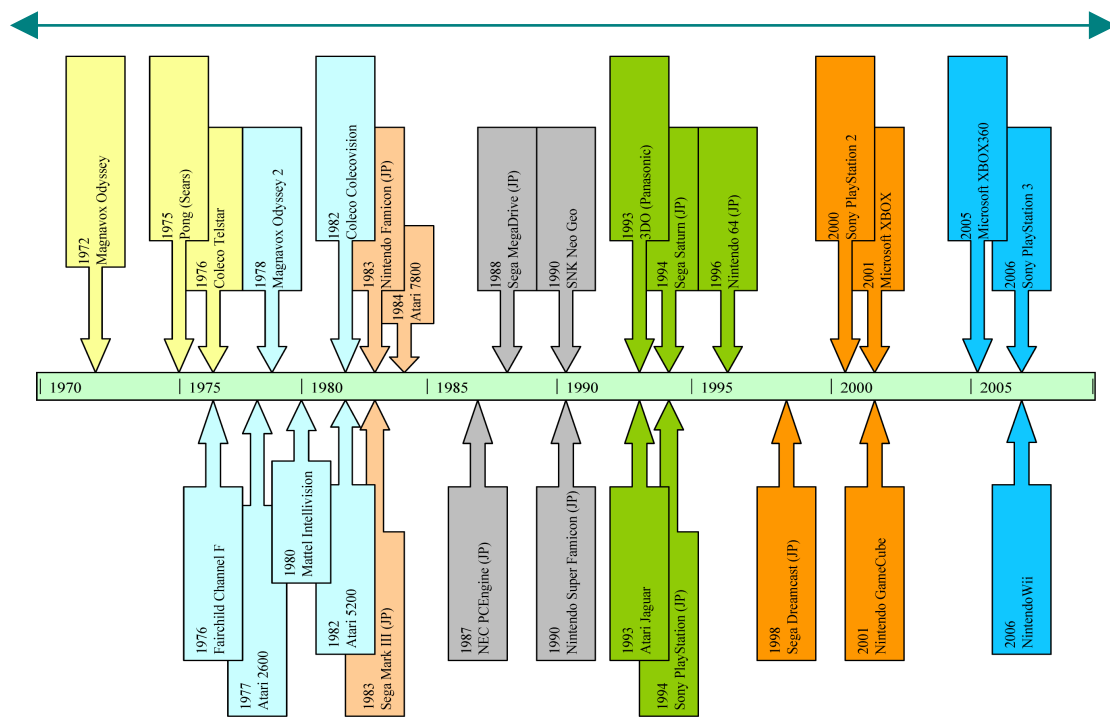 1972
Magnavox Odyssey
1975
Pong (Sears)
1976
Coleco Telstar
1978
Magnavox Odyssey 2
1982
Coleco Colecovision
1983
Nintendo Famicon (JP)
1984
Atari 7800
1988
Sega MegaDrive (JP)
1990
SNK Neo Geo
1993
3DO (Panasonic)
1994
Sega Saturn (JP)
1996
Nintendo 64 (JP)
2000
Sony PlayStation 2
2001
Microsoft XBOX
2005
Microsoft XBOX360
2006
Sony PlayStation 3
1970 1975 1980 1985 1990 1995 2000 2005
1976
Fairchild Channel F
1977
Atari 2600
1980
Mattel Intellivision
1982
Atari 5200
1983
Sega Mark III (JP)
1987
NEC PCEngine (JP)
1990
Nintendo Super Famicon (JP)
1993
Atari Jaguar
1994
Sony PlayStation (JP)
1998
Sega Dreamcast (JP)
2001
Nintendo GameCube
2006
NintendoWii